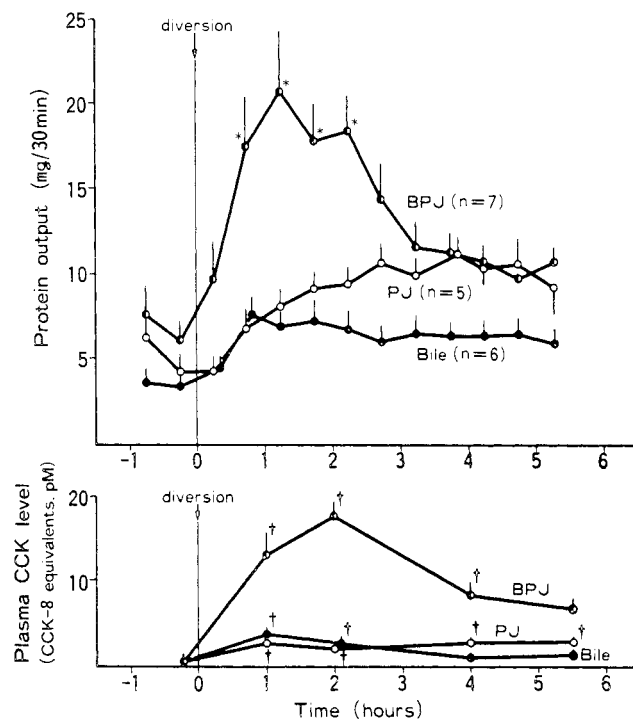 diversion
25
20
15
10
5
Protein output (mg/30min)
*
*
*
*
BPJ (n=7)
PJ (n=5)
Bile (n=6)
-1 0 1 2 3 4 5 6
diversion
20
10
Plasma CCK level
(CCK-8 equivalents. pM)
†
†
†
BPJ
†
†
†
†
PJ
†
†
Bile
-1 0 1 2 3 4 5 6
Time (hours)